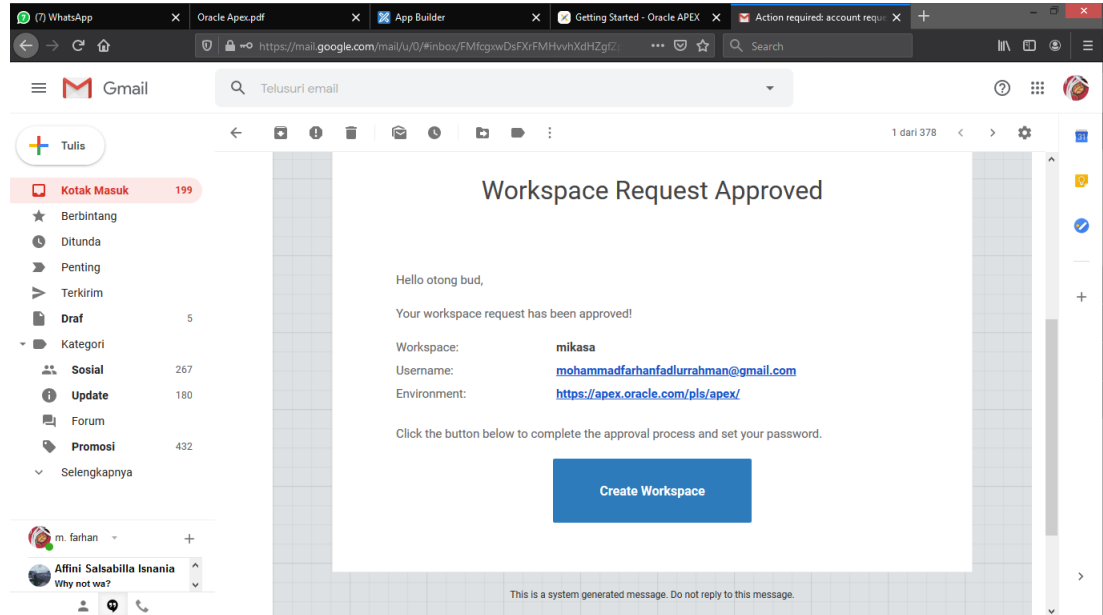 (7) WhatsApp
Oracle Apex.pdf
App Builder
Getting Started - Oracle APEX
Action required: account reque
https://mail.google.com/mail/u/0/#inbox/FMfcgxwDsFXrFMHvvhXdHZgfZ
Search
Gmail
Telusuri email
Tulis
1 dari 378
Kotak Masuk 199
Berbintang
Ditunda
Penting
Terkirim
Draf 5
Kategori
Sosial 267
Update 180
Forum
Promosi 432
Selengkapnya
m. farhan
Affini Salsabilla Isnania
Why not wa?
31
Workspace Request Approved
Hello otong bud,
Your workspace request has been approved!
Workspace: mikasa
Username: mohammadfarhanfadlurrahman@gmail.com
Environment: https://apex.oracle.com/pls/apex/
Click the button below to complete the approval process and set your password.
Create Workspace
This is a system generated message. Do not reply to this message.